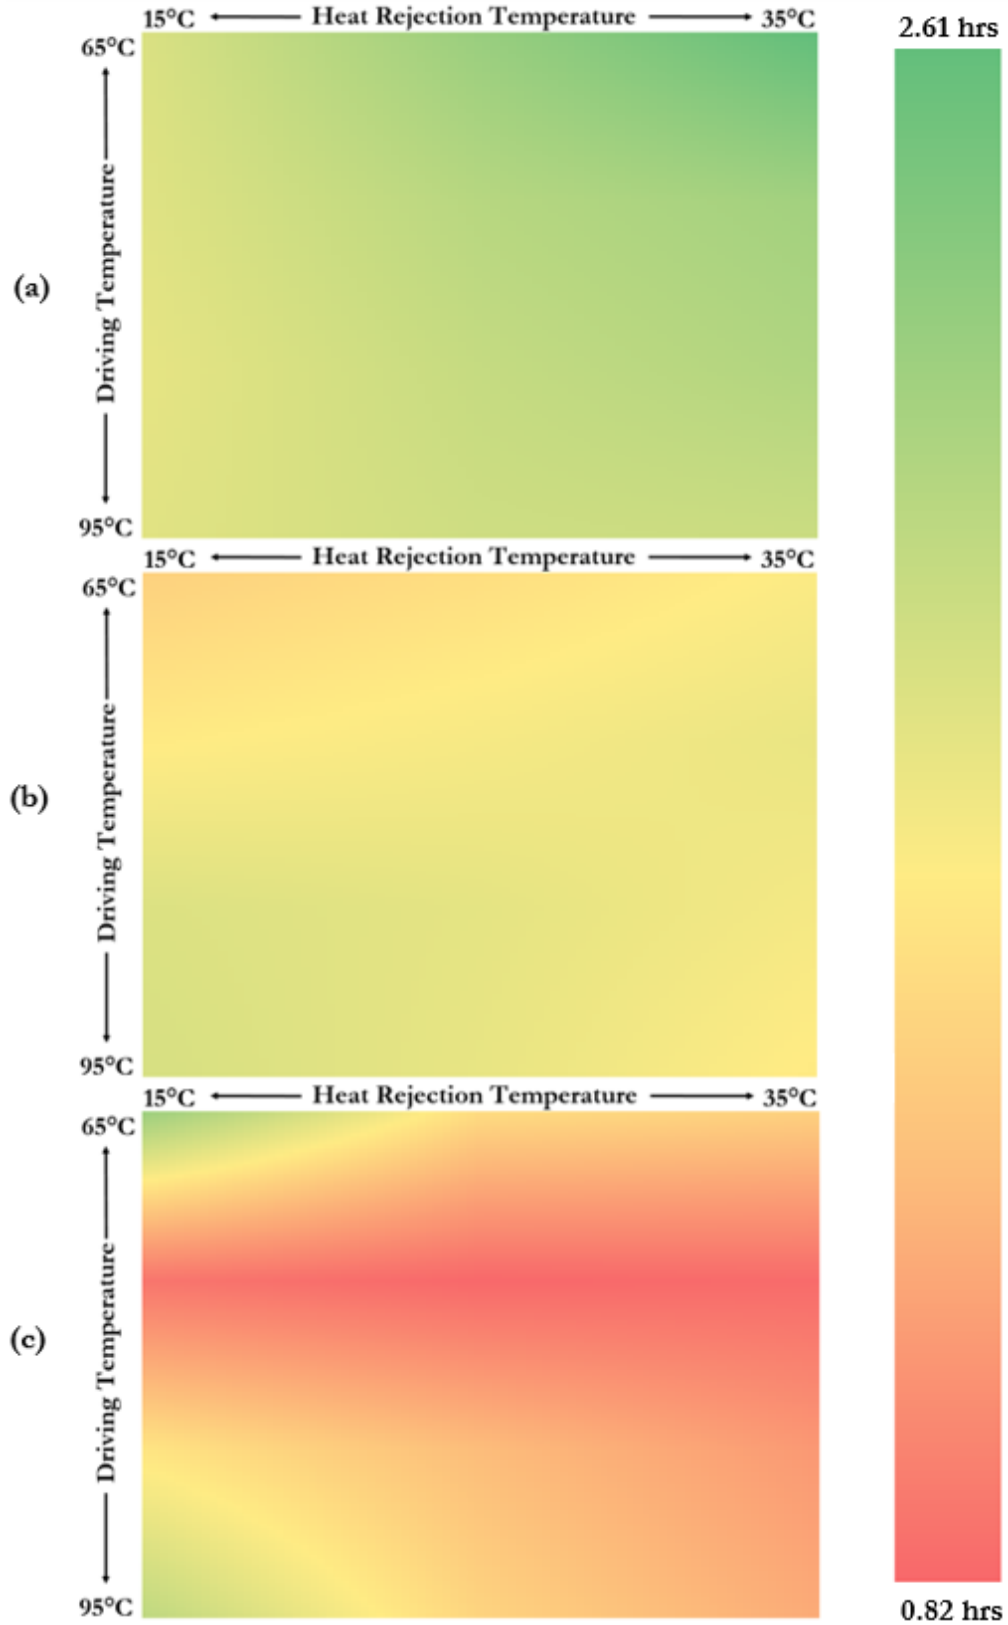 15°C Heat Rejection Temperature 35°C
2.61 hrs
65°C
Driving Temperature
(a)
95°C
15°C Heat Rejection Temperature 35°C
65°C
Driving Temperature
(b)
95°C
15°C Heat Rejection Temperature 35°C
65°C
Driving Temperature
(c)
95°C
0.82 hrs